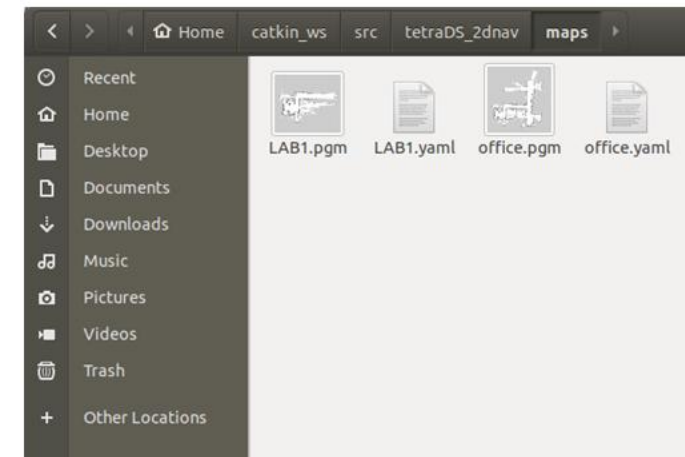 Home catkin_ws src tetraDS_2dnav maps
Recent
Home
Desktop
Documents
Downloads
Music
Pictures
Videos
Trash
Other Locations
LAB1.pgm LAB1.yaml office.pgm office.yaml